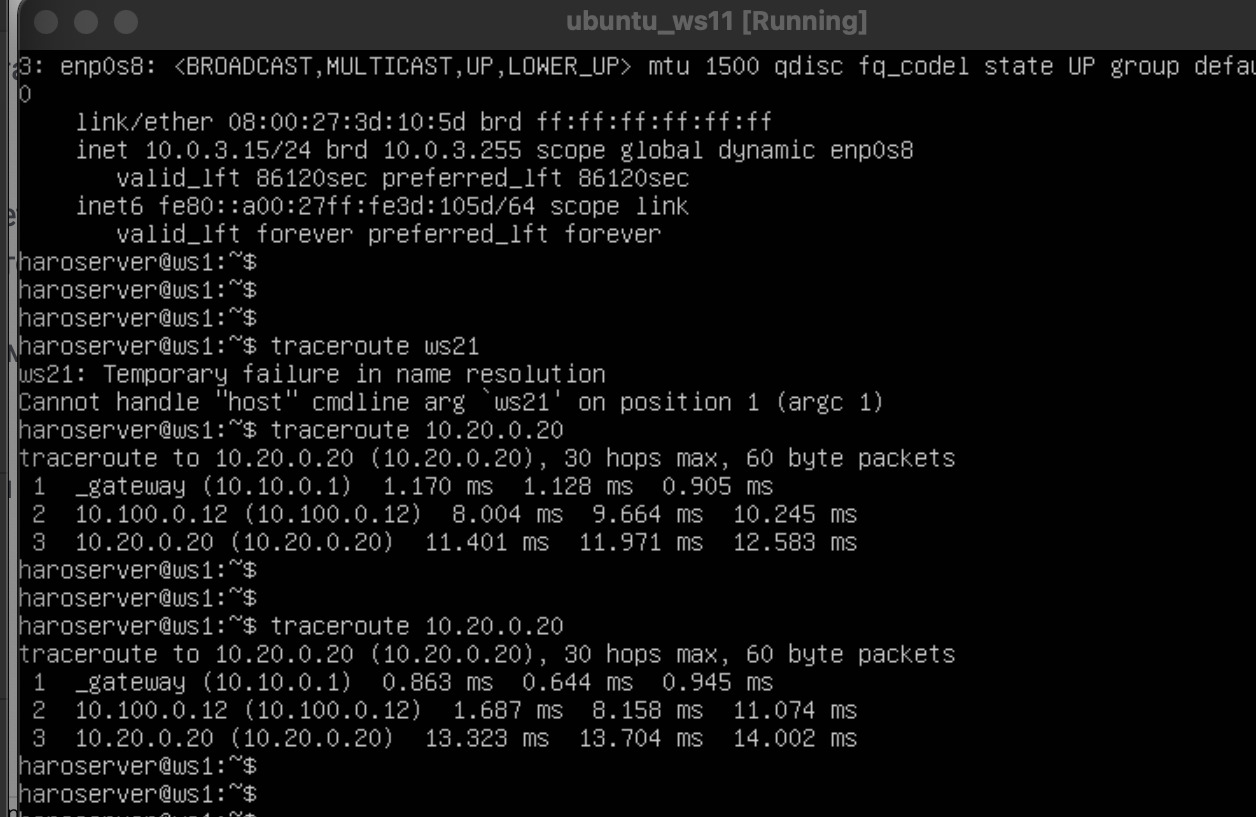 ubuntu_ws11 [Running]
3: enp0s8: <BROADCAST,MULTICAST,UP,LOWER_UP> mtu 1500 qdisc fq_codel state UP group defau
0
link/ether 08:00:27:3d:10:5d brd ff:ff:ff:ff:ff:ff
inet 10.0.3.15/24 brd 10.0.3.255 scope global dynamic enp0s8
valid_lft 86120sec preferred_lft 86120sec
inet6 fe80::a00:27ff:fe3d:105d/64 scope link
valid_lft forever preferred_lft forever
haroserver@ws1:~$
haroserver@ws1:~$
haroserver@ws1:~$
haroserver@ws1:~$ traceroute ws21
ws21: Temporary failure in name resolution
Cannot handle "host" cmdline arg `ws21' on position 1 (argc 1)
haroserver@ws1:~$ traceroute 10.20.0.20
traceroute to 10.20.0.20 (10.20.0.20), 30 hops max, 60 byte packets
1 _gateway (10.10.0.1) 1.170 ms 1.128 ms 0.905 ms
2 10.100.0.12 (10.100.0.12) 8.004 ms 9.664 ms 10.245 ms
3 10.20.0.20 (10.20.0.20) 11.401 ms 11.971 ms 12.583 ms
haroserver@ws1:~$
haroserver@ws1:~$
haroserver@ws1:~$ traceroute 10.20.0.20
traceroute to 10.20.0.20 (10.20.0.20), 30 hops max, 60 byte packets
1 _gateway (10.10.0.1) 0.863 ms 0.644 ms 0.945 ms
2 10.100.0.12 (10.100.0.12) 1.687 ms 8.158 ms 11.074 ms
3 10.20.0.20 (10.20.0.20) 13.323 ms 13.704 ms 14.002 ms
haroserver@ws1:~$
haroserver@ws1:~$